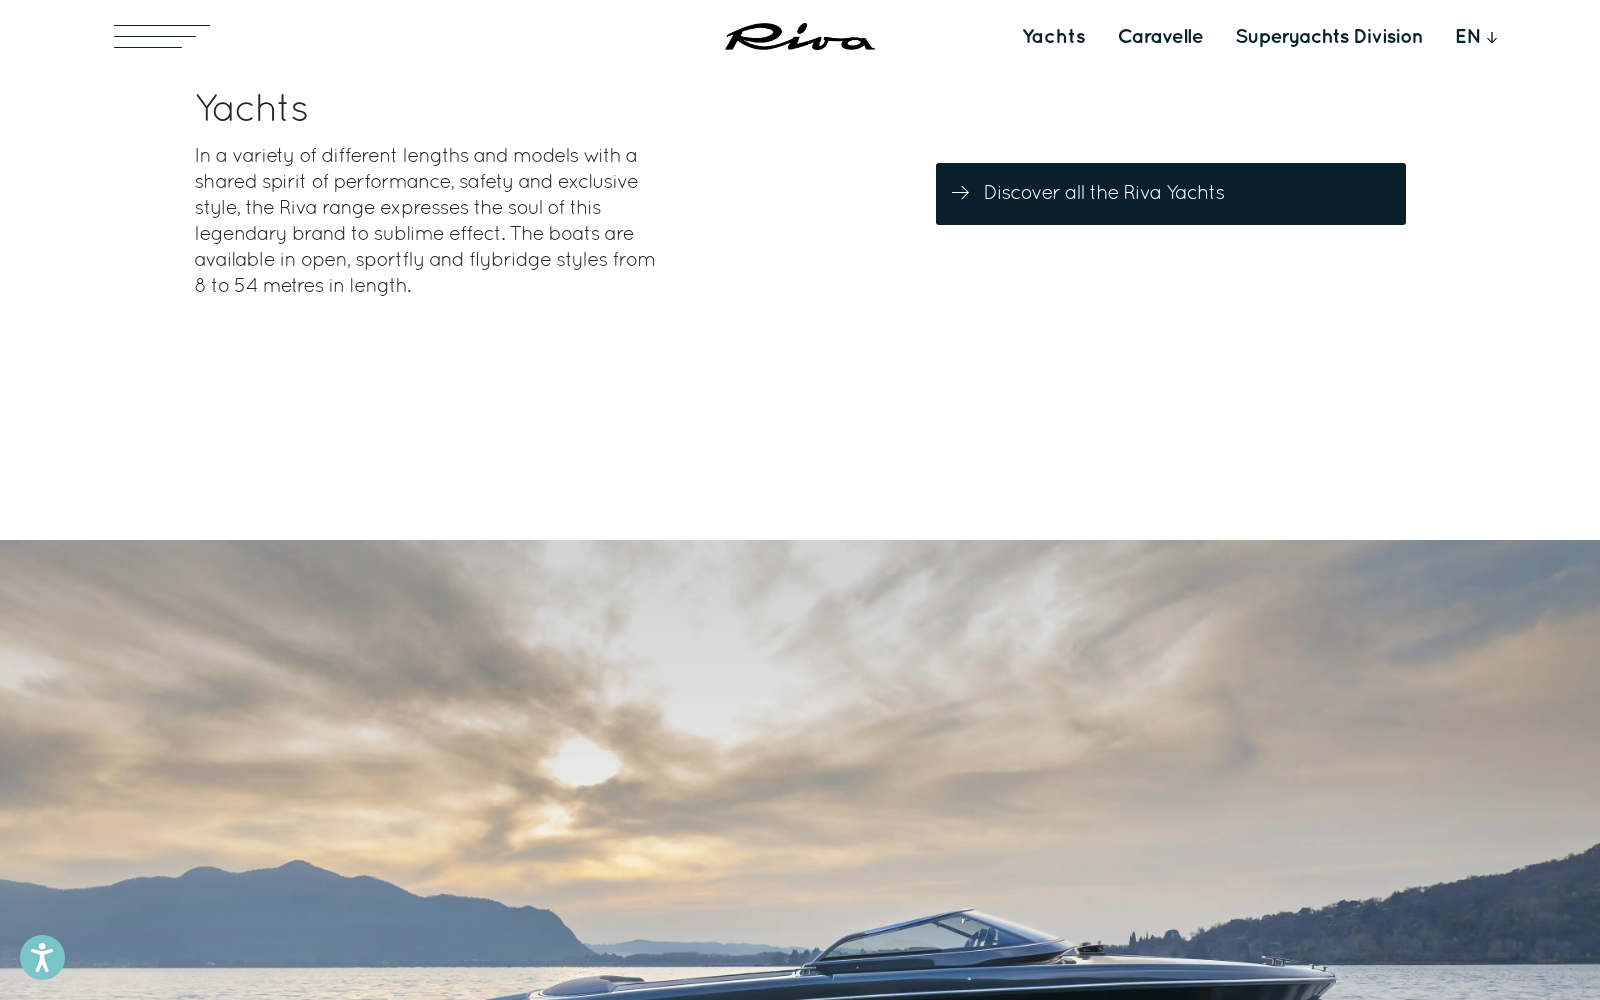 Riva
Yachts Caravelle Superyachts Division EN ↓
Yachts
In a variety of different lengths and models with a
shared spirit of performance, safety and exclusive
style, the Riva range expresses the soul of this
legendary brand to sublime effect. The boats are
available in open, sportfly and flybridge styles from
8 to 54 metres in length.
→ Discover all the Riva Yachts